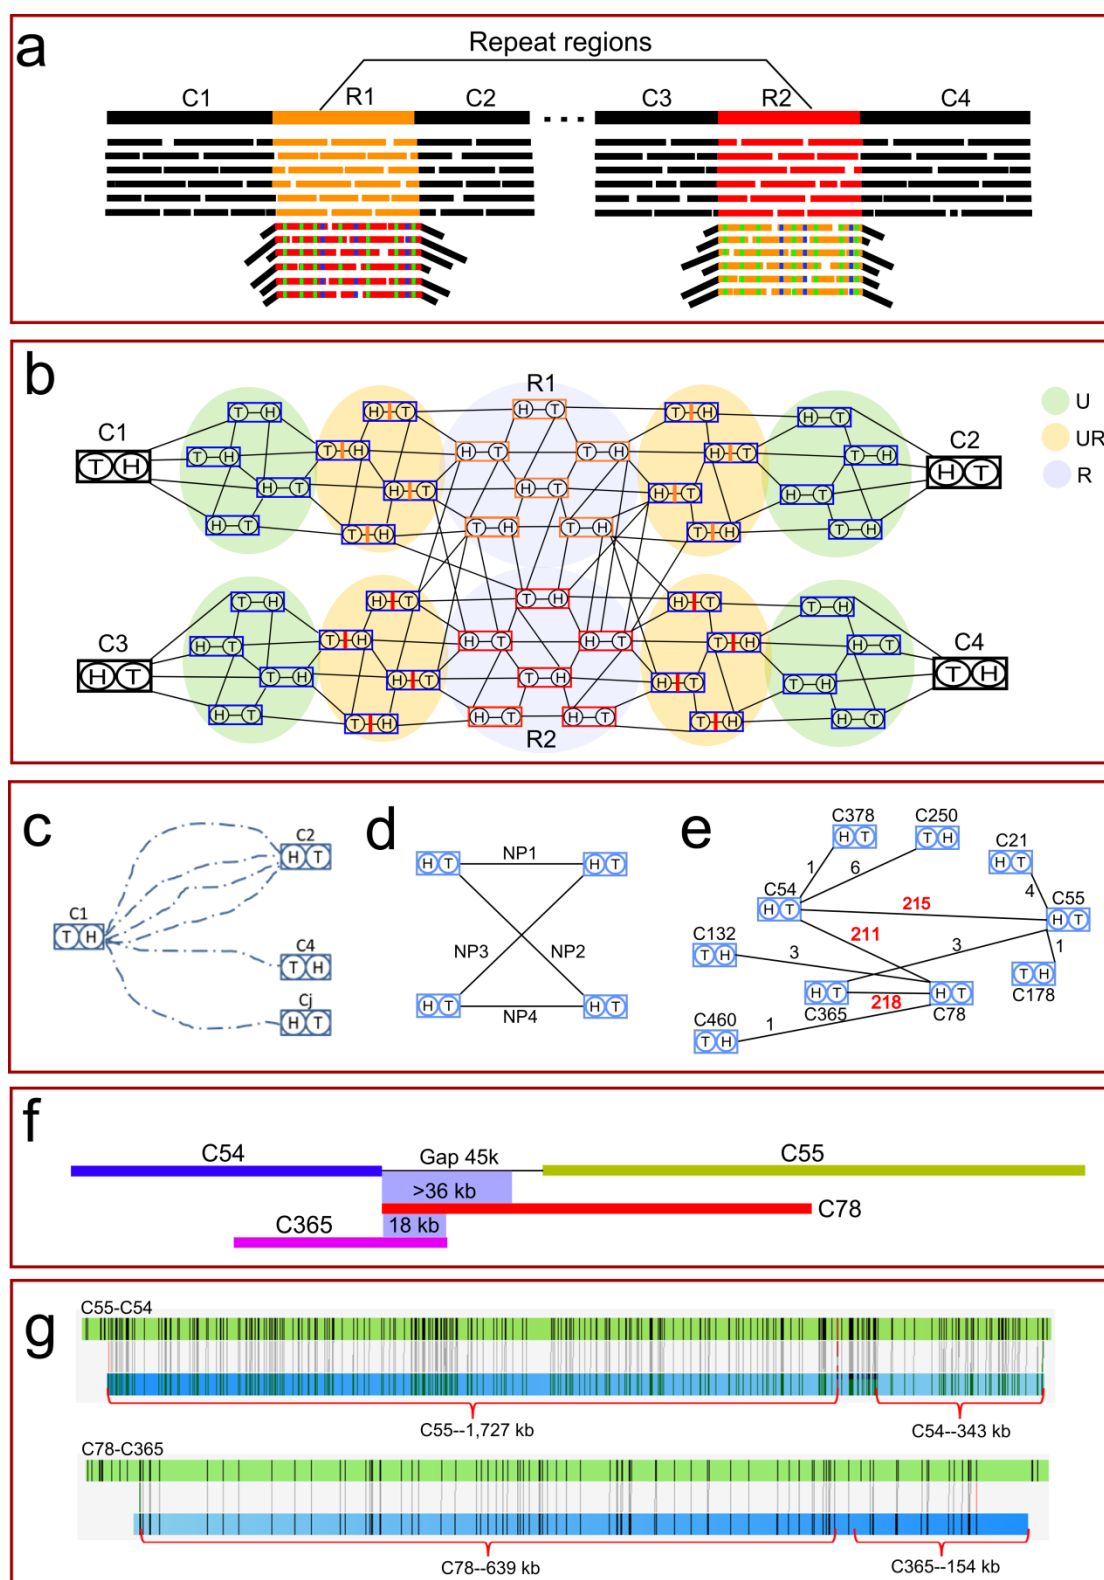 a
Repeat regions
C1 R1 C2 C3 R2 C4
b
R1
U
UR
R
C1 C2
T H H T
C3 C4
H T T H
R2
H T
T H
c
C1
T H
C2
H T
C4
T H
Cj
H T
d
H T NP1 H T
NP3 NP2
H T NP4 H T
e
C378 C250
H T T H
C21
H T
1 6
C54
H T
4
C55
H T
215
211
C132
T H
3
3
1
C178
T H
H T 218 H T
C365 C78
C460
T H
1
f
C54 Gap 45k C55
>36 kb
C78
C365 18 kb
g
C55-C54
C55--1,727 kb C54--343 kb
C78-C365
C78--639 kb C365--154 kb